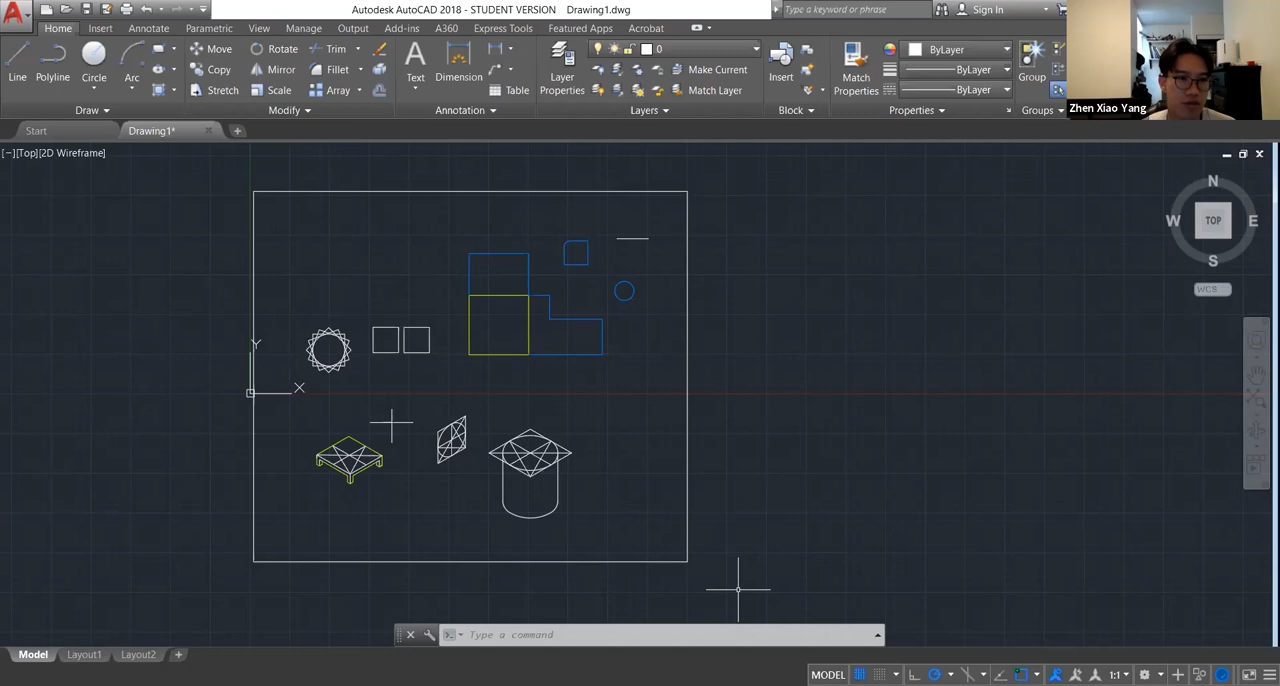 Autodesk AutoCAD 2018 - STUDENT VERSION Drawing1.dwg
Type a keyword or phrase
Sign In
Home Insert Annotate Parametric View Manage Output Add-ins A360 Express Tools Featured Apps Acrobat
Line Polyline Circle Arc
Move Rotate Trim
Copy Mirror Fillet
Stretch Scale Array
Text Dimension Table
Layer Properties
0
Make Current
Match Layer
Insert
Match Properties
ByLayer
ByLayer
ByLayer
Group
Draw Modify Annotation Layers Block Properties Groups
Zhen Xiao Yang
Start Drawing1*
[−][Top][2D Wireframe]
N
W TOP E
S
WCS
Y
X
Type a command
Model Layout1 Layout2
MODEL 1:1